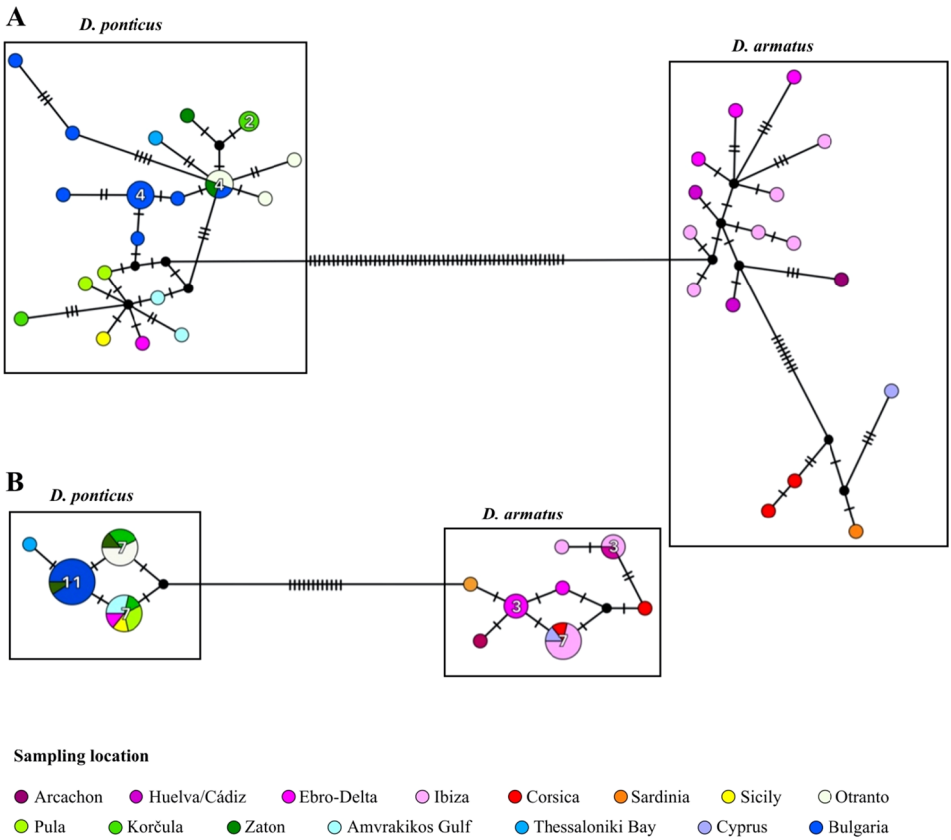 A
D. ponticus
D. armatus
2
4
4
B
D. ponticus
D. armatus
7
3
11
3
7
7
Sampling location
Arcachon Huelva/Cádiz Ebro-Delta Ibiza Corsica Sardinia Sicily Otranto
Pula Korčula Zaton Amvrakikos Gulf Thessaloniki Bay Cyprus Bulgaria